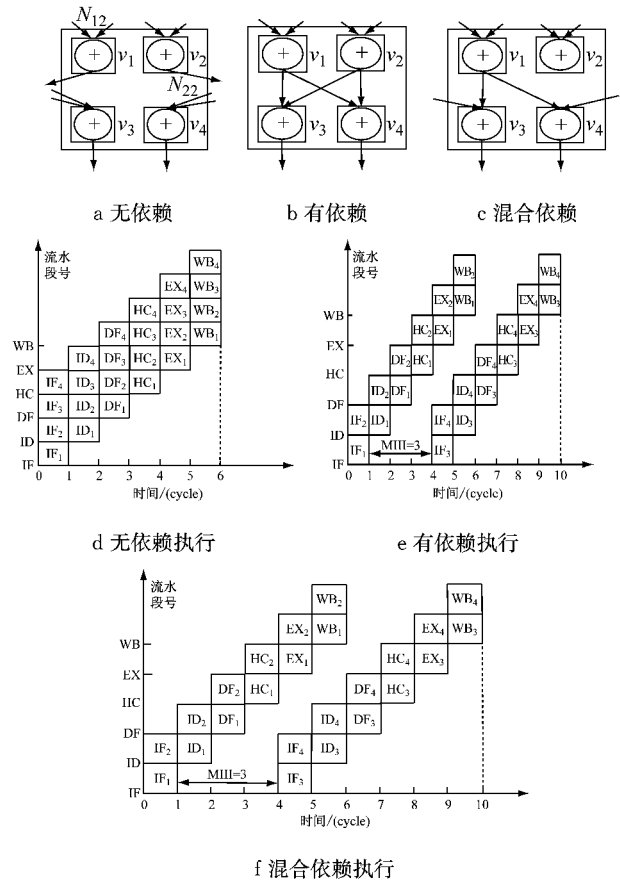 N₁₂
v₁ v₂ v₁ v₂ v₁ v₂
N₂₂
v₃ v₄ v₃ v₄ v₃ v₄
+ + + + + +
+ + + + + +
a 无依赖 b 有依赖 c 混合依赖
流水
段号
WB₄
EX₄ WB₃
HC₄ EX₃ WB₂
DF₄ HC₃ EX₂ WB₁
WB
ID₄ DF₃ HC₂ EX₁
EX
IF₄ ID₃ DF₂ HC₁
HC
IF₃ ID₂ DF₁
DF
IF₂ ID₁
ID
IF₁
IF
0 1 2 3 4 5 6
时间/(cycle)
d 无依赖执行
流水
段号
WB₂ WB₄
EX₂ WB₁ EX₄ WB₃
WB
HC₂ EX₁ HC₄ EX₃
EX
DF₂ HC₁ DF₄ HC₃
HC
ID₂ DF₁ ID₄ DF₃
DF
IF₂ ID₁ IF₄ ID₃
ID
IF₁ MIII=3 IF₃
IF
0 1 2 3 4 5 6 7 8 9 10
时间/(cyclc)
e 有依赖执行
流水
段号
WB₂ WB₄
EX₂ WB₁ EX₄ WB₃
WB
HC₂ EX₁ HC₄ EX₃
EX
DF₂ HC₁ DF₄ HC₃
HC
ID₂ DF₁ ID₄ DF₃
DF
IF₂ ID₁ IF₄ ID₃
ID
IF₁ MIII=3 IF₃
IF
0 1 2 3 4 5 6 7 8 9 10
时间/(cycle)
f 混合依赖执行